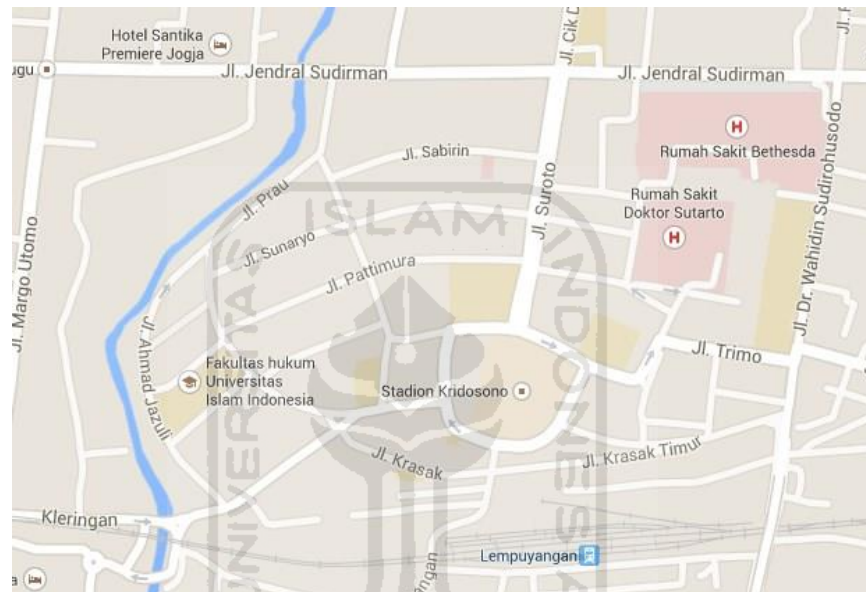 Hotel Santika
Premiere Jogja
ugu
Jl. Jendral Sudirman
Jl. Cik D
Jl. Jendral Sudirman
Rumah Sakit Bethesda
Jl. Sabirin
Jl. Prau
Rumah Sakit
Doktor Sutarto
Jl. Suroto
Jl. Dr. Wahidin Sudirohusodo
Jl. Margo Utomo
Jl. Sunaryo
Jl. Pattimura
Jl. Ahmad Jazuli
Fakultas hukum
Universitas
Islam Indonesia
Stadion Kridosono
Jl. Trimo
Jl. Krasak
Jl. Krasak Timur
Kleringan
Lempuyangan
angan
a
UNIVERSITAS
ISLAM
INDONESIA